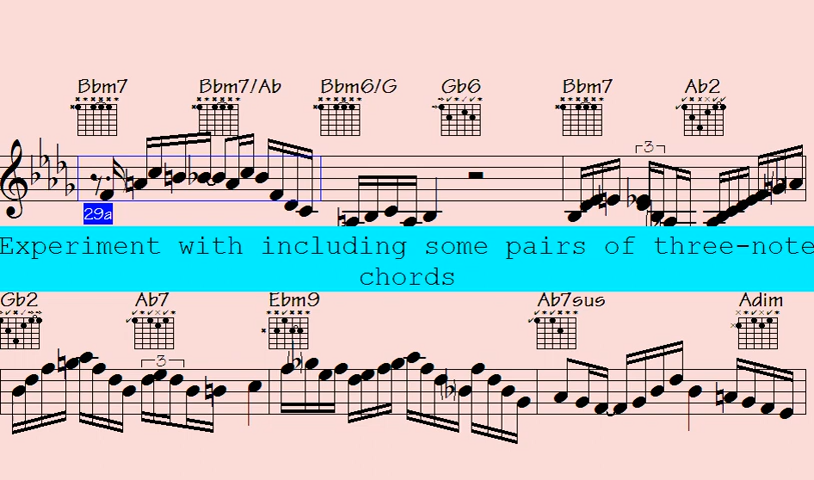 Bbm7 Bbm7/Ab Bbm6/G Gb6 Bbm7 Ab2
3
29a
Experiment with including some pairs of three-note
chords
Gb2 Ab7 Ebm9 Ab7sus Adim
3